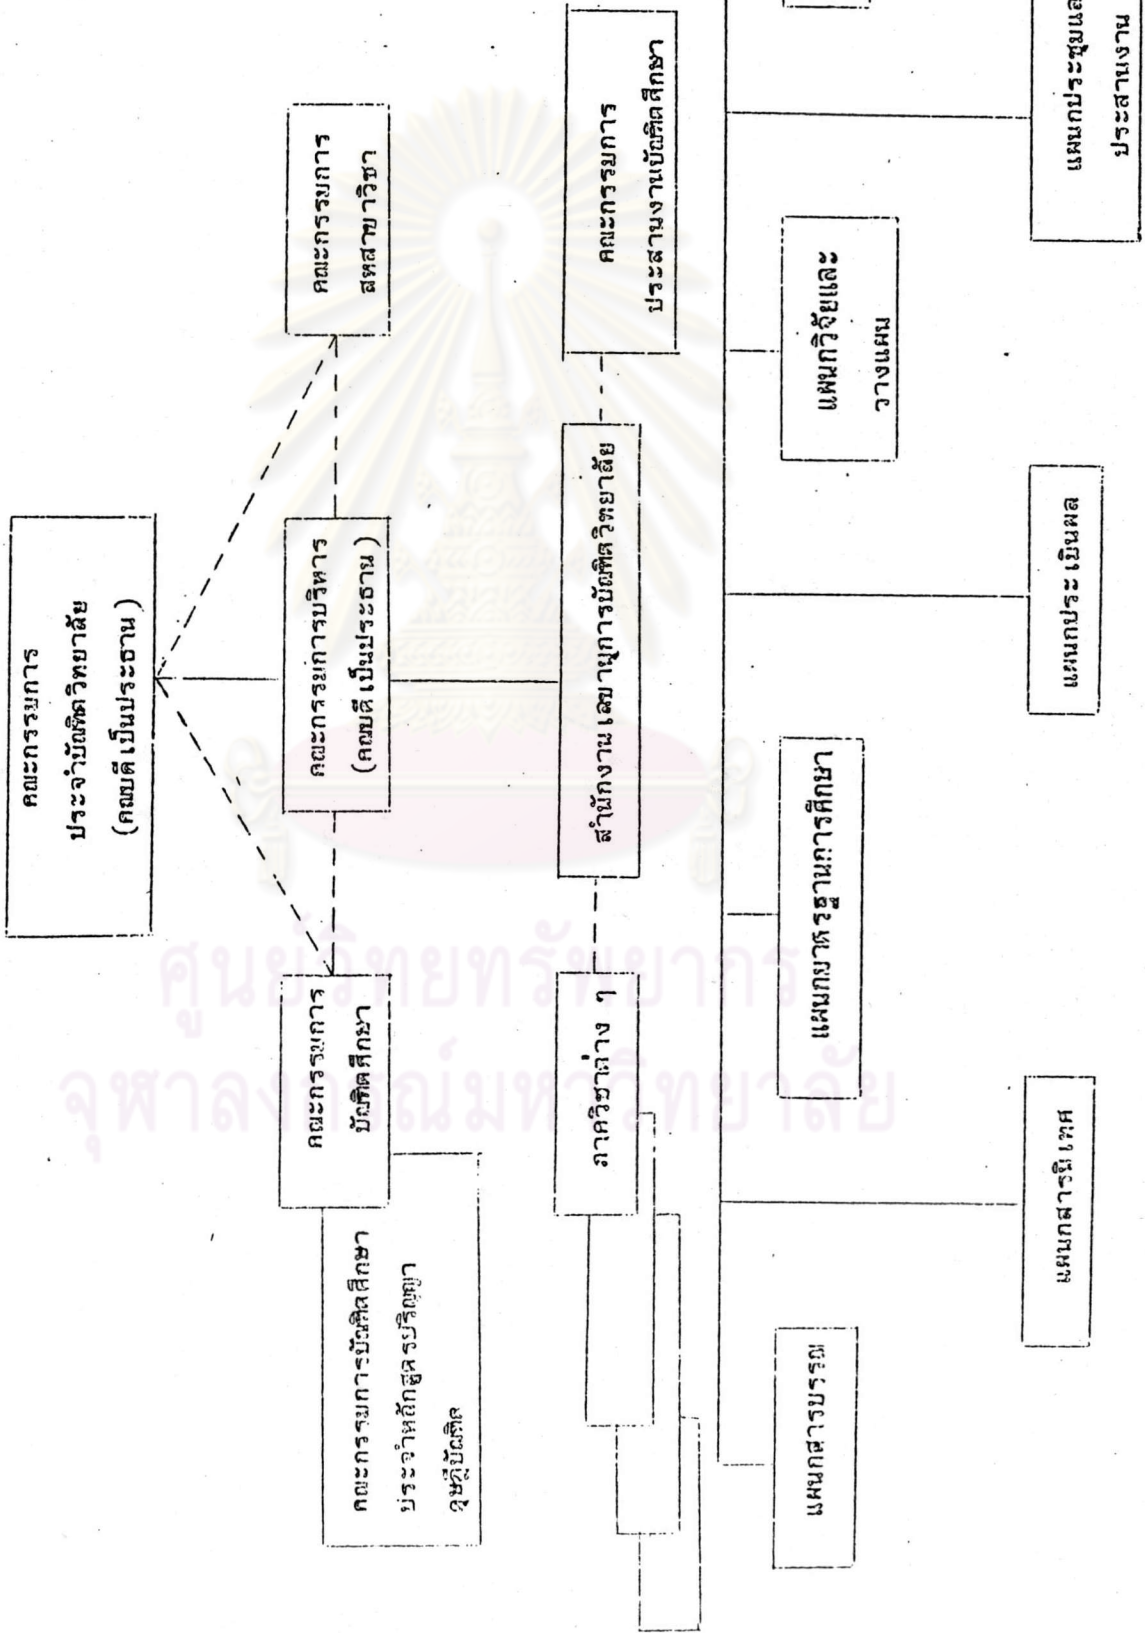 คณะกรรมการ
ประจำบัณฑิตวิทยาลัย
(คณบดีเป็นประธาน)
คณะกรรมการบัณฑิตศึกษา
ประจำหลักสูตรปริญญา
ดุษฎีบัณฑิต
คณะกรรมการ
บัณฑิตศึกษา
คณะกรรมการบริหาร
(คณบดีเป็นประธาน)
คณะกรรมการ
สหสาขาวิชา
ภาควิชาต่าง ๆ
สำนักงานเลขานุการบัณฑิตวิทยาลัย
คณะกรรมการ
ประสานงานบัณฑิตศึกษา
แผนกสารบรรณ
แผนกมาตรฐานการศึกษา
แผนกวิจัยและ
วางแผน
แผนกสารนิเทศ
แผนกประเมินผล
แผนกประชุมและ
ประสานงาน
ศูนย์วิทยทรัพยากร
จุฬาลงกรณ์มหาวิทยาลัย